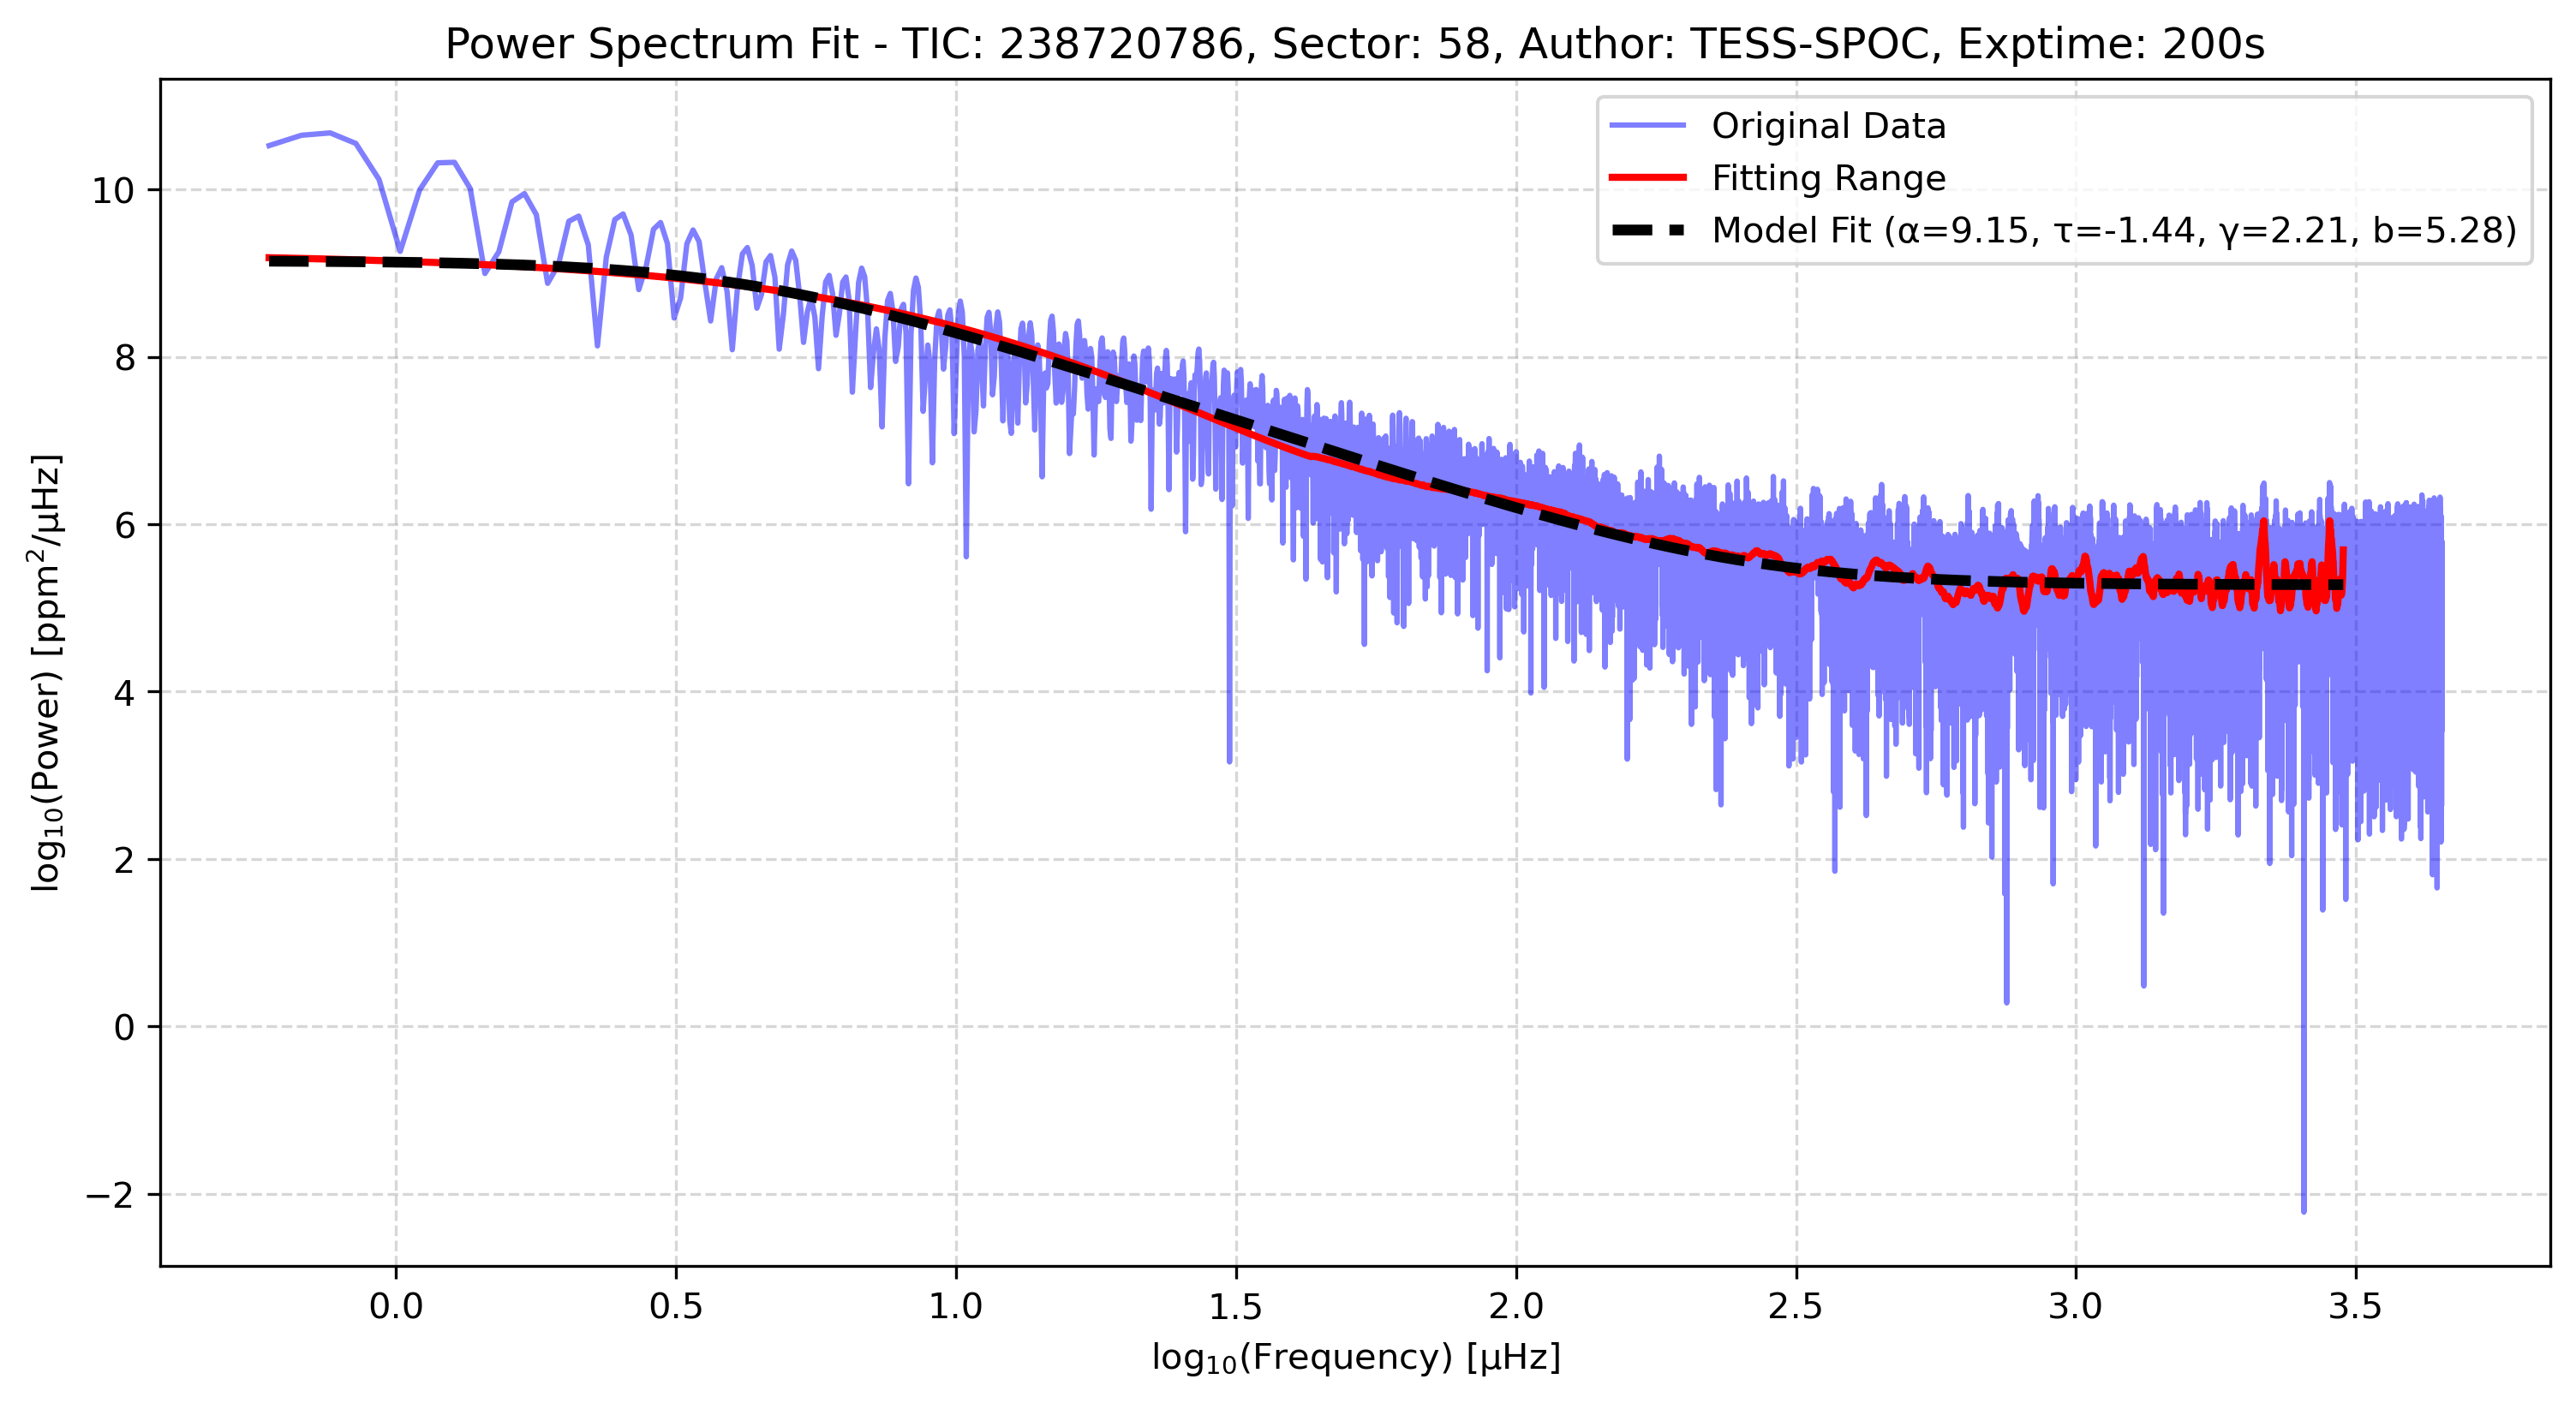 Power Spectrum Fit - TIC: 238720786, Sector: 58, Author: TESS-SPOC, Exptime: 200s
Original Data
Fitting Range
Model Fit (α=9.15, τ=-1.44, γ=2.21, b=5.28)
log₁₀(Power) [ppm²/μHz]
10
8
6
4
2
0
−2
0.0 0.5 1.0 1.5 2.0 2.5 3.0 3.5
log₁₀(Frequency) [μHz]